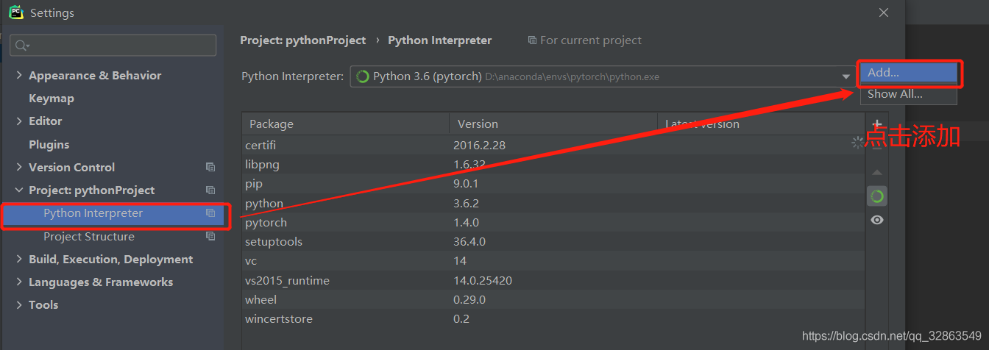 Settings
Project: pythonProject › Python Interpreter For current project
Python Interpreter: Python 3.6 (pytorch) D:\anaconda\envs\pytorch\python.exe
Add...
Show All...
点击添加
Appearance & Behavior
Keymap
Editor
Plugins
Version Control
Project: pythonProject
Python Interpreter
Project Structure
Build, Execution, Deployment
Languages & Frameworks
Tools
Package Version Latest version
certifi 2016.2.28
libpng 1.6.32
pip 9.0.1
python 3.6.2
pytorch 1.4.0
setuptools 36.4.0
vc 14
vs2015_runtime 14.0.25420
wheel 0.29.0
wincertstore 0.2
https://blog.csdn.net/qq_32863549